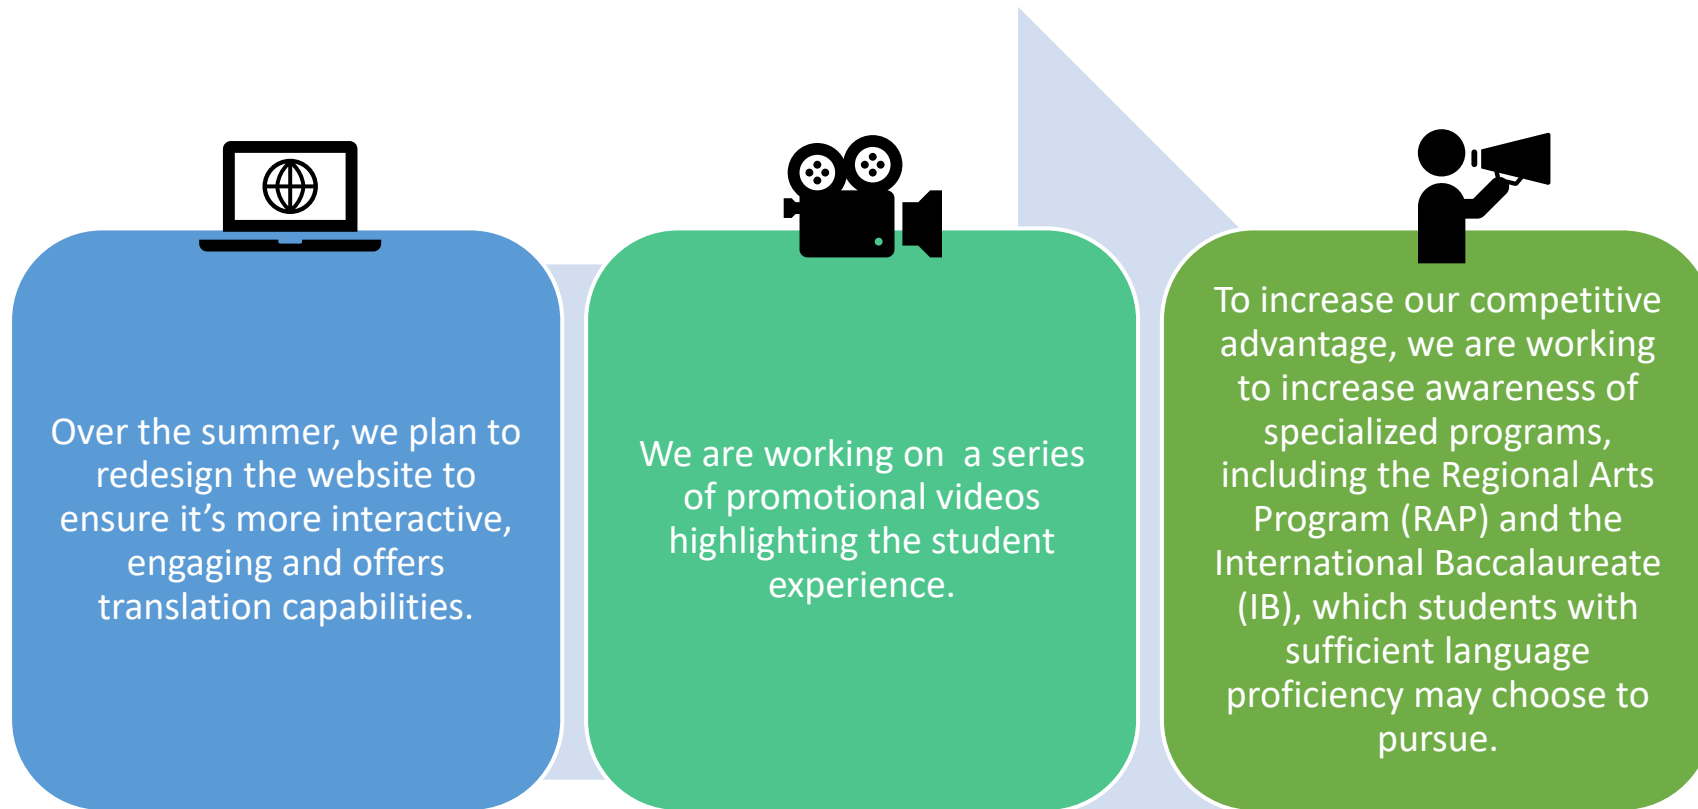 Over the summer, we plan to
redesign the website to
ensure it’s more interactive,
engaging and offers
translation capabilities.
We are working on  a series
of promotional videos
highlighting the student
experience.
To increase our competitive
advantage, we are working
to increase awareness of
specialized programs,
including the Regional Arts
Program (RAP) and the
International Baccalaureate
(IB), which students with
sufficient language
proficiency may choose to
pursue.